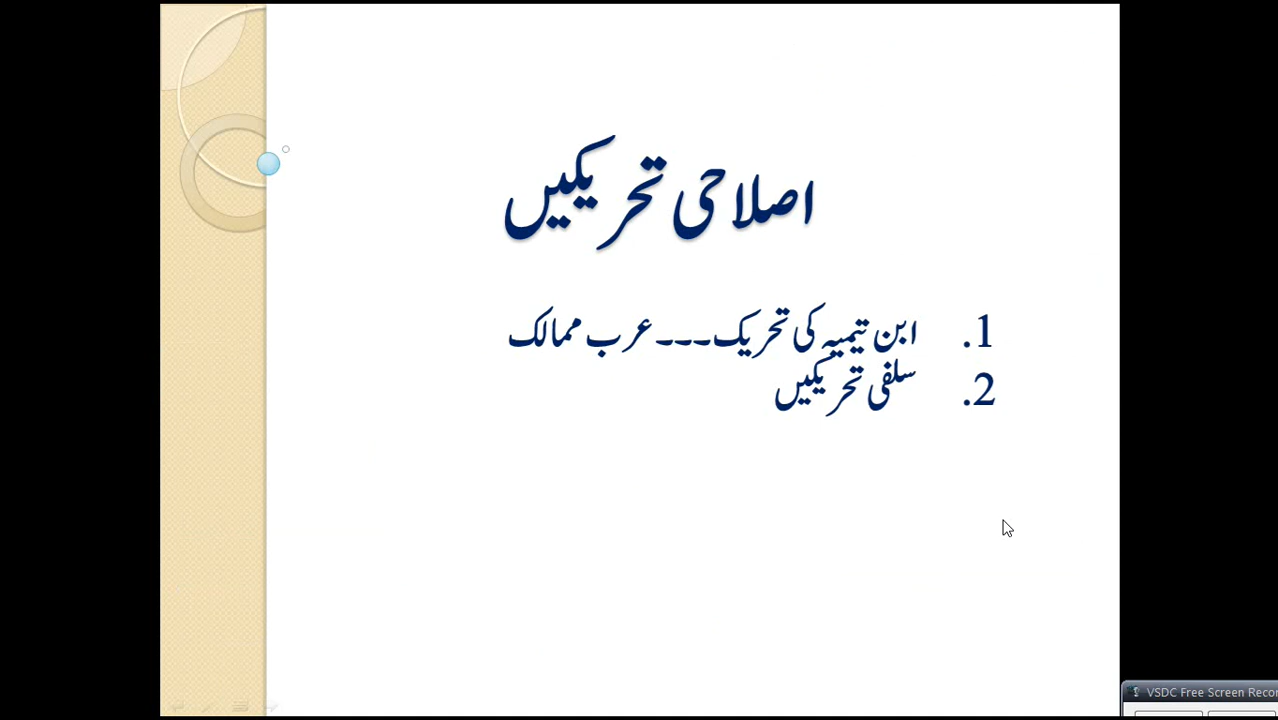 اصلاحی تحریکیں
1. ابن تیمیہ کی تحریک۔۔۔عرب ممالک
2. سلفی تحریکیں
VSDC Free Screen Recor